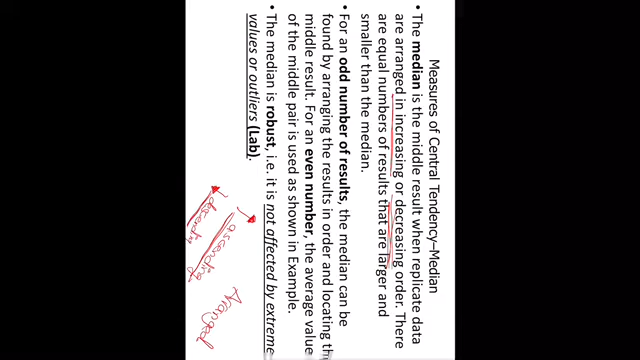 Measures of Central Tendency–Median
• The median is the middle result when replicate data
are arranged in increasing or decreasing order. There
are equal numbers of results that are larger and
smaller than the median.
• For an odd number of results, the median can be
found by arranging the results in order and locating th
middle result. For an even number, the average value
of the middle pair is used as shown in Example.
• The median is robust, i.e. it is not affected by extreme
values or outliers (Lab).
Arranged
ascending